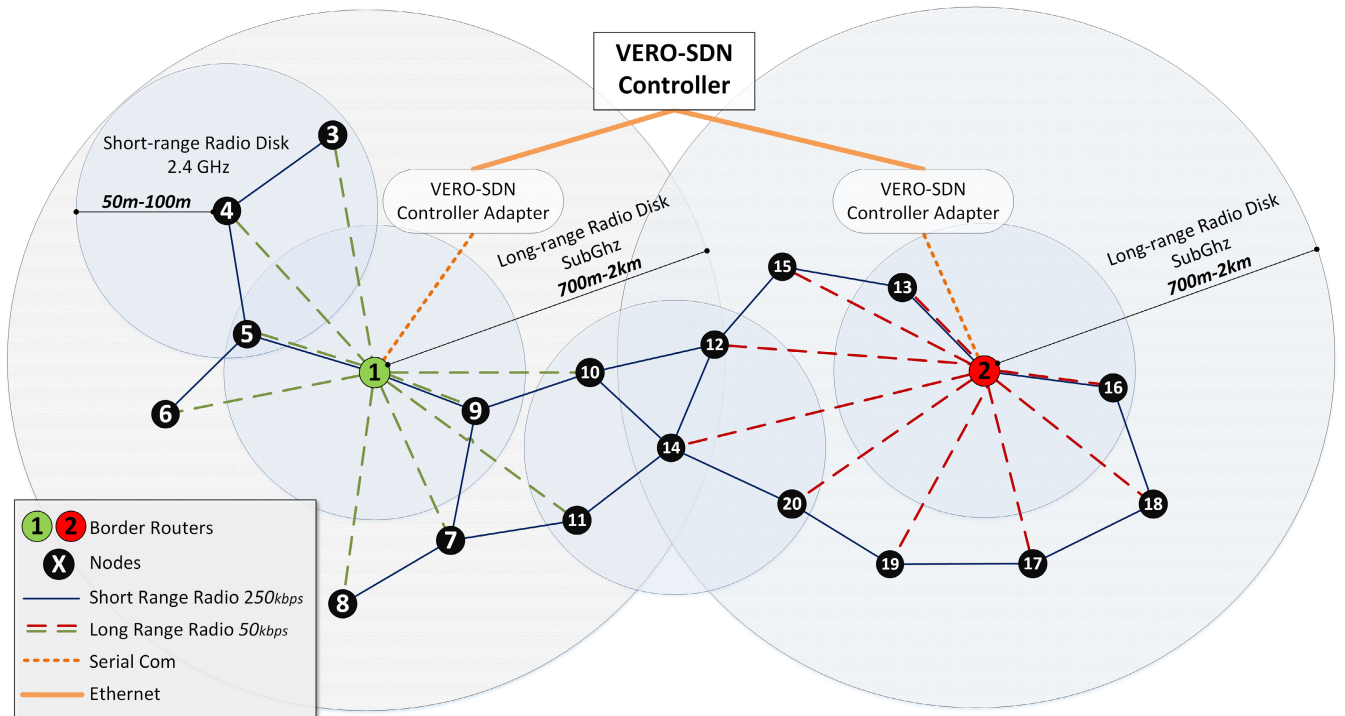 VERO-SDN
Controller
Short-range Radio Disk
2.4 GHz
50m-100m
VERO-SDN
Controller Adapter
Long-range Radio Disk
SubGhz
700m-2km
VERO-SDN
Controller Adapter
Long-range Radio Disk
SubGhz
700m-2km
3
4
5
1
6
9
7
8
10
11
12
14
15
13
2
16
20
19
17
18
1 2 Border Routers
X Nodes
Short Range Radio 250kbps
Long Range Radio 50kbps
Serial Com
Ethernet